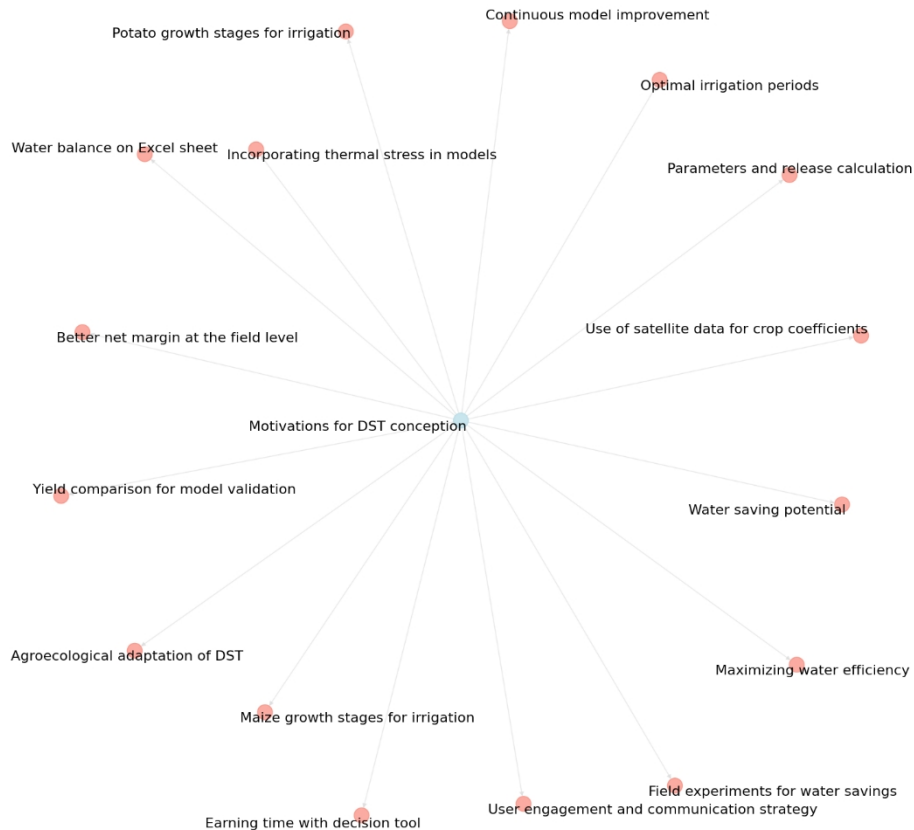 Continuous model improvement
Potato growth stages for irrigation
Optimal irrigation periods
Water balance on Excel sheet
Incorporating thermal stress in models
Parameters and release calculation
Use of satellite data for crop coefficients
Better net margin at the field level
Motivations for DST conception
Yield comparison for model validation
Water saving potential
Agroecological adaptation of DST
Maximizing water efficiency
Maize growth stages for irrigation
Field experiments for water savings
User engagement and communication strategy
Earning time with decision tool